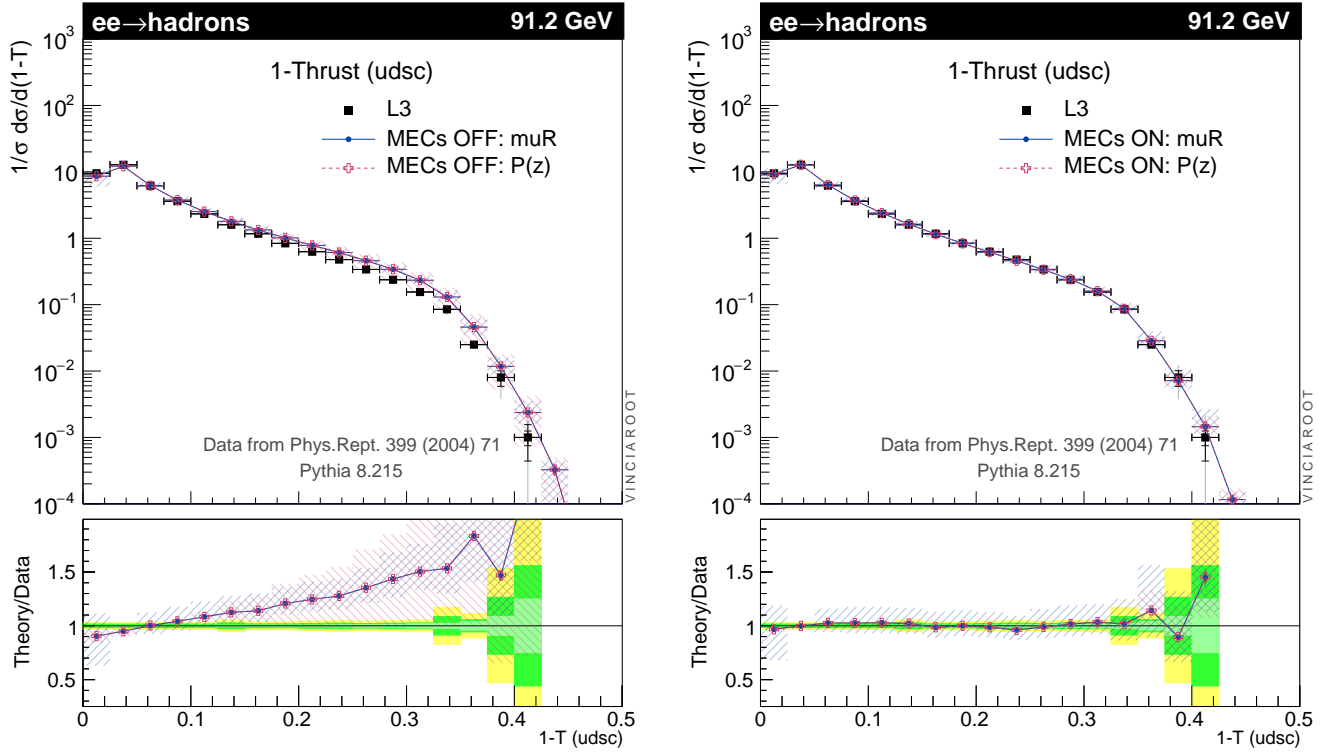 ee→hadrons 91.2 GeV
1/σ dσ/d(1-T)
10³
10²
10
1
10⁻¹
10⁻²
10⁻³
10⁻⁴
1-Thrust (udsc)
L3
MECs OFF: muR
MECs OFF: P(z)
Data from Phys.Rept. 399 (2004) 71
Pythia 8.215
VINCIAROOT
Theory/Data
1.5
1
0.5
0 0.1 0.2 0.3 0.4 0.5
1-T (udsc)
ee→hadrons 91.2 GeV
1/σ dσ/d(1-T)
10³
10²
10
1
10⁻¹
10⁻²
10⁻³
10⁻⁴
1-Thrust (udsc)
L3
MECs ON: muR
MECs ON: P(z)
Data from Phys.Rept. 399 (2004) 71
Pythia 8.215
VINCIAROOT
Theory/Data
1.5
1
0.5
0 0.1 0.2 0.3 0.4 0.5
1-T (udsc)